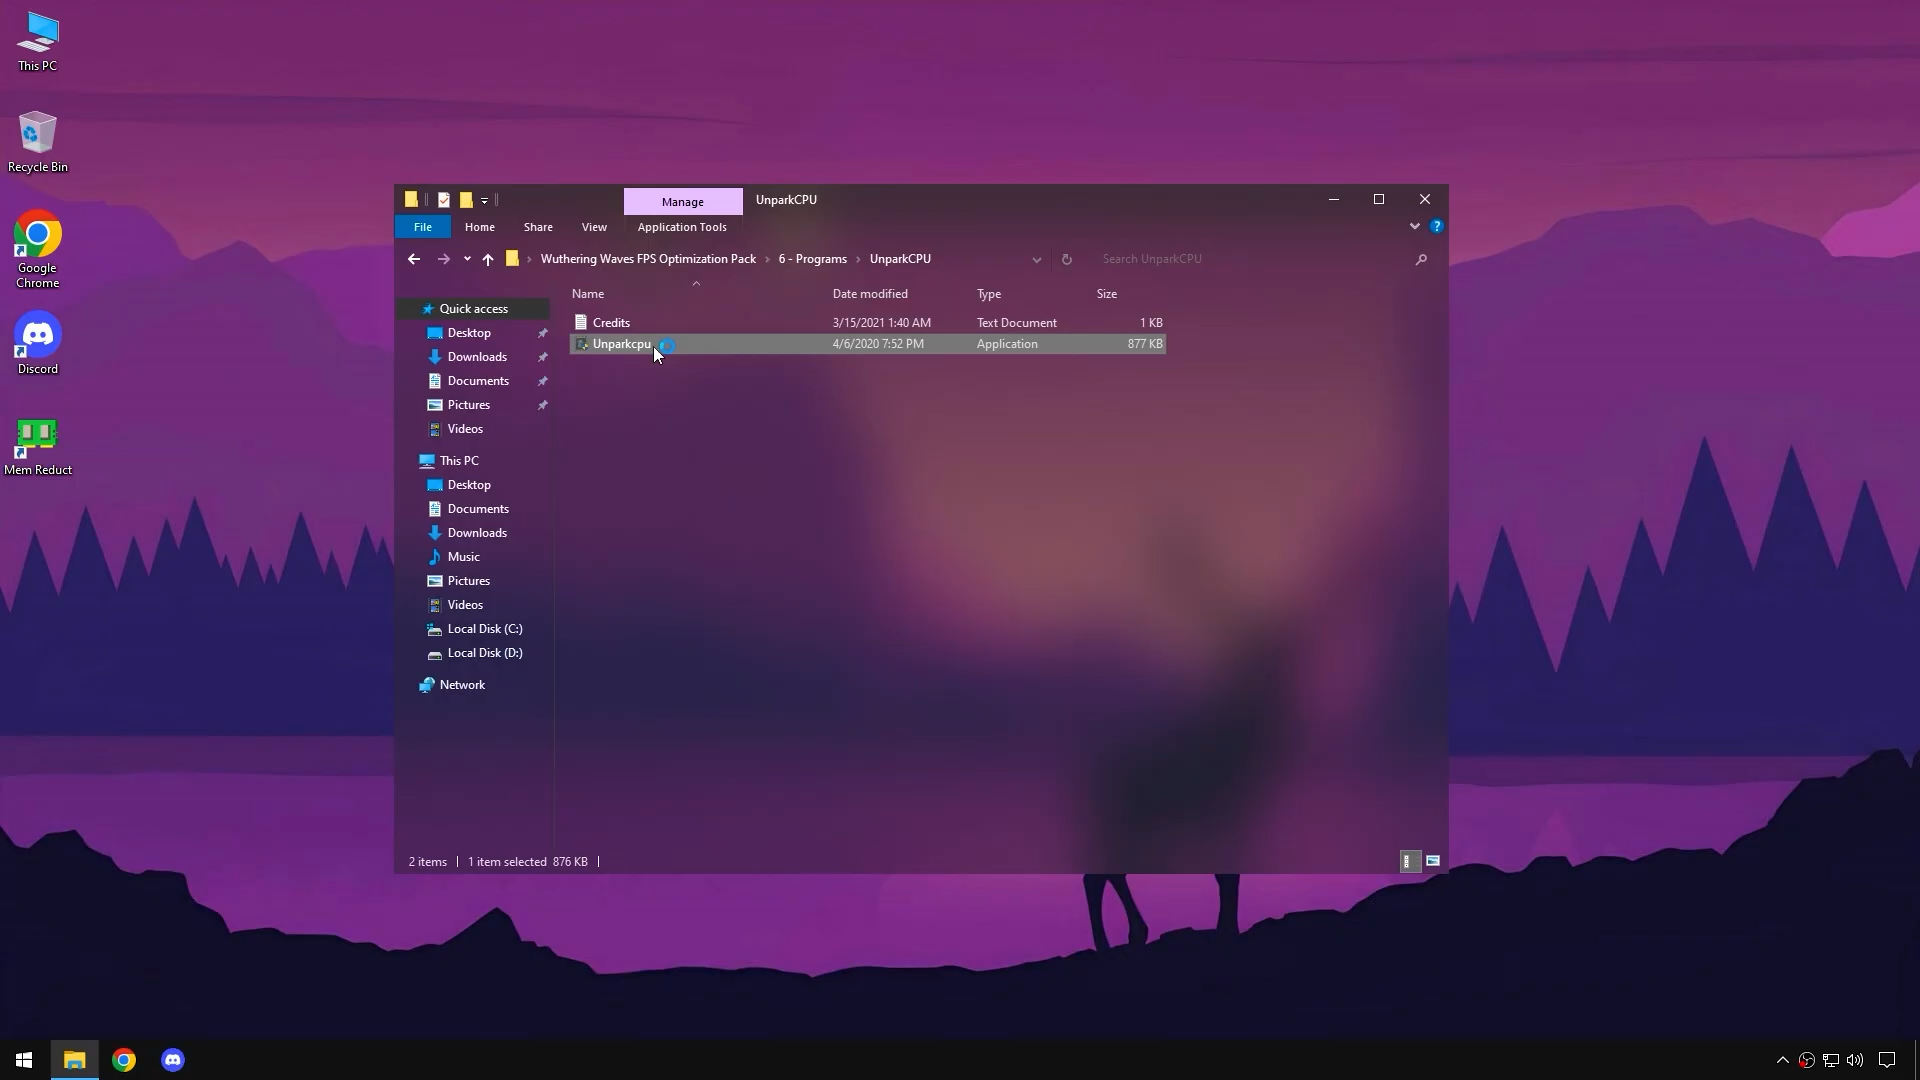 This PC
Recycle Bin
Google
Chrome
Discord
Mem Reduct
Manage
UnparkCPU
File
Home
Share
View
Application Tools
Wuthering Waves FPS Optimization Pack
6 - Programs
UnparkCPU
Search UnparkCPU
Name
Date modified
Type
Size
Credits
3/15/2021 1:40 AM
Text Document
1 KB
Unparkcpu
4/6/2020 7:52 PM
Application
877 KB
Quick access
Desktop
Downloads
Documents
Pictures
Videos
This PC
Desktop
Documents
Downloads
Music
Pictures
Videos
Local Disk (C:)
Local Disk (D:)
Network
2 items
1 item selected 876 KB